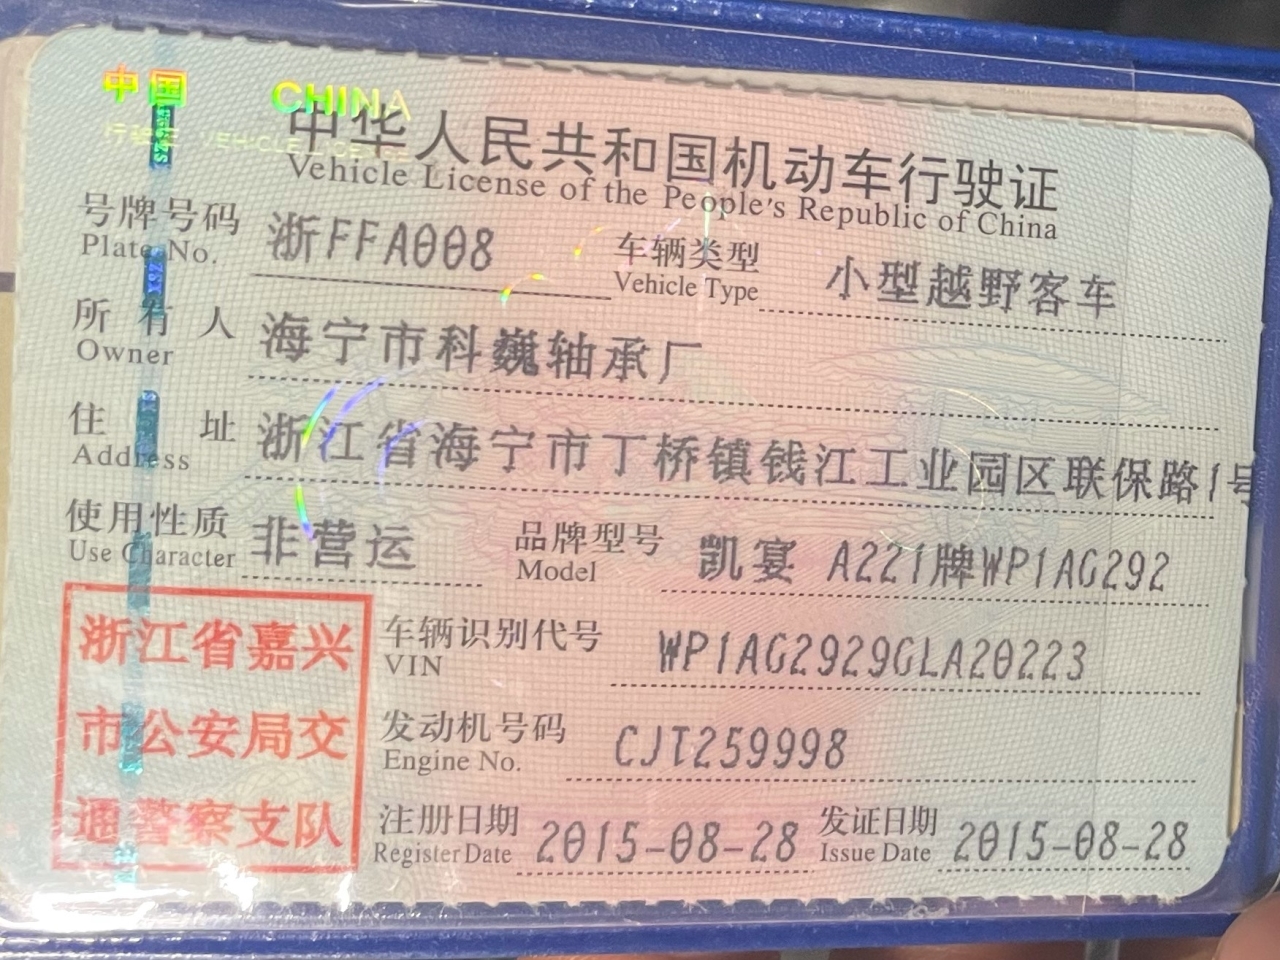 中国 CHINA
行驶证 VEHICLE LICENSE
中华人民共和国机动车行驶证
Vehicle License of the People's Republic of China
号牌号码 浙FFA008 车辆类型 小型越野客车
Plate No. Vehicle Type
所有人 海宁市科巍轴承厂
Owner
住址 浙江省海宁市丁桥镇钱江工业园区联保路1号
Address
使用性质 非营运 品牌型号 凯宴 A221牌WP1AG292
Use Character Model
浙江省嘉兴
市公安局交
通警察支队
车辆识别代号 WP1AG2929GLA20223
VIN
发动机号码 CJT259998
Engine No.
注册日期 2015-08-28 发证日期 2015-08-28
Register Date Issue Date